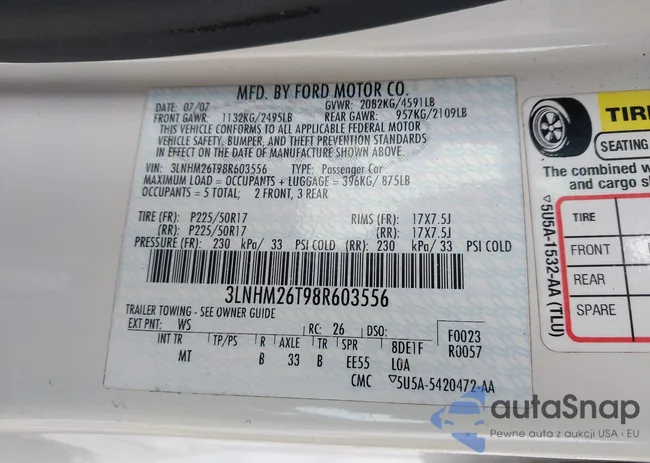 MFD. BY FORD MOTOR CO.
DATE: 07/07 GVWR: 2082KG/4591LB
FRONT GAWR: 1132KG/2495LB REAR GAWR: 957KG/2109LB
THIS VEHICLE CONFORMS TO ALL APPLICABLE FEDERAL MOTOR
VEHICLE SAFETY, BUMPER, AND THEFT PREVENTION STANDARDS
IN EFFECT ON THE DATE OF MANUFACTURE SHOWN ABOVE.
VIN: 3LNHM26T98R603556 TYPE: Passenger Car
MAXIMUM LOAD = OCCUPANTS + LUGGAGE = 396KG/ 875LB
OCCUPANTS = 5 TOTAL; 2 FRONT, 3 REAR
TIRE (FR): P225/50R17 RIMS (FR): 17X7.5J
(RR): P225/50R17 (RR): 17X7.5J
PRESSURE (FR): 230 kPa/ 33 PSI COLD (RR): 230 kPa/ 33 PSI COLD
3LNHM26T98R603556
TRAILER TOWING - SEE OWNER GUIDE
EXT PNT: WS RC: 26 DSO: F0023
INT TR TP/PS R AXLE TR SPR 8DE1F R0057
MT B 33 B EE55 LOA
CMC ▽5U5A-5420472-AA
TIRE
SEATING
The combined w
and cargo s
TIRE
FRONT
REAR
SPARE
▽5U5A-1532-AA (TLU)
autaSnap
Pewne auta z aukcji USA i EU